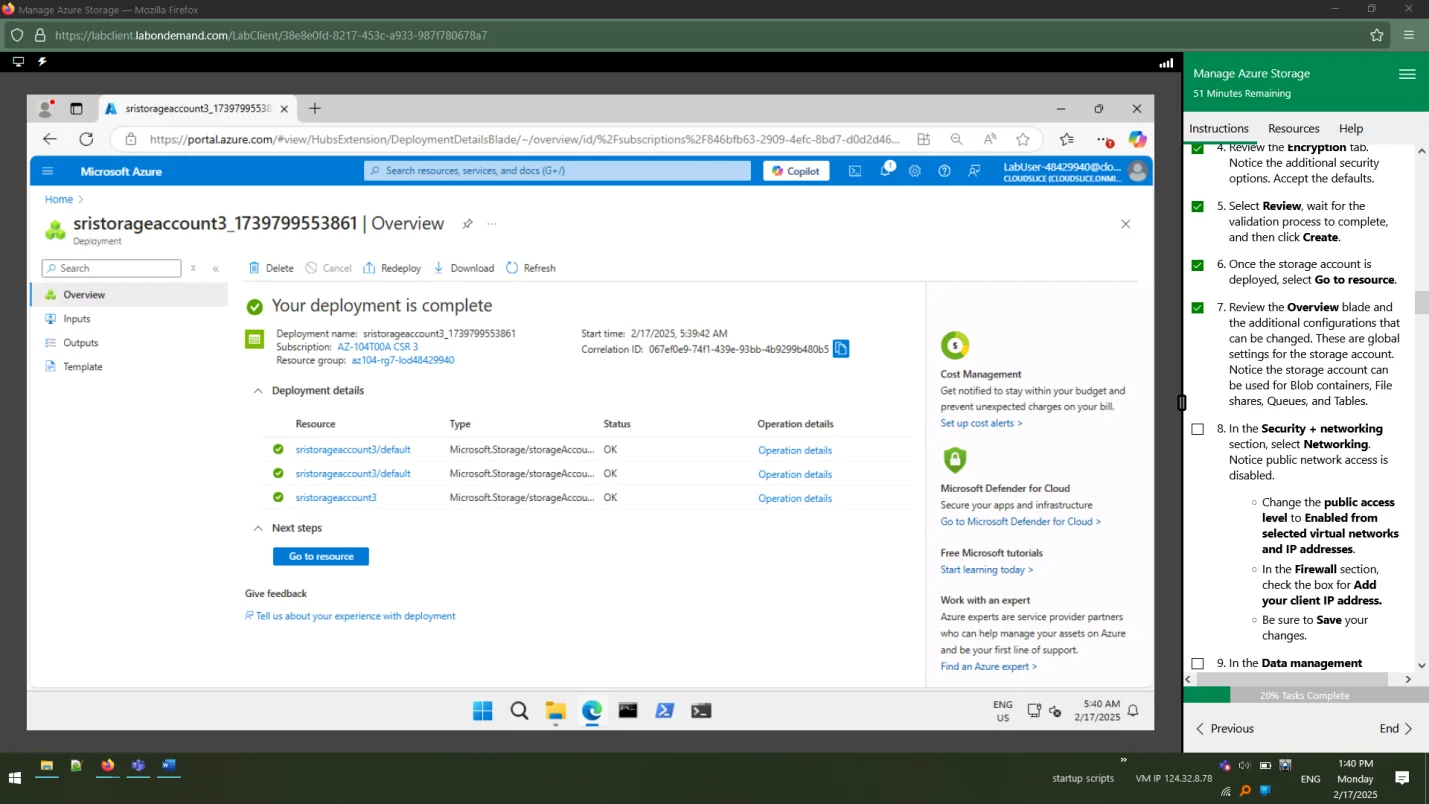 Manage Azure Storage — Mozilla Firefox
https://labclient.labondemand.com/LabClient/38e8e0fd-8217-453c-a933-987f780678a7
sristorageaccount3_1739799553
https://portal.azure.com/#view/HubsExtension/DeploymentDetailsBlade/~/overview/id/%2Fsubscriptions%2F846bfb63-2909-4efc-8bd7-d0d2d46...
Microsoft Azure
Search resources, services, and docs (G+/)
Copilot
1
LabUser-48429940@clo...
CLOUDSLICE (CLOUDSLICE.ONMI...
Home >
sristorageaccount3_1739799553861 | Overview
Deployment
Search
Delete
Cancel
Redeploy
Download
Refresh
Overview
Inputs
Outputs
Template
Your deployment is complete
Deployment name: sristorageaccount3_1739799553861
Subscription: AZ-104T00A CSR 3
Resource group: az104-rg7-lod48429940
Start time: 2/17/2025, 5:39:42 AM
Correlation ID: 067ef0e9-74f1-439e-93bb-4b9299b480b5
Deployment details
Resource Type Status Operation details
sristorageaccount3/default Microsoft.Storage/storageAccou... OK Operation details
sristorageaccount3/default Microsoft.Storage/storageAccou... OK Operation details
sristorageaccount3 Microsoft.Storage/storageAccou... OK Operation details
Next steps
Go to resource
Give feedback
Tell us about your experience with deployment
Cost Management
Get notified to stay within your budget and
prevent unexpected charges on your bill.
Set up cost alerts >
Microsoft Defender for Cloud
Secure your apps and infrastructure
Go to Microsoft Defender for Cloud >
Free Microsoft tutorials
Start learning today >
Work with an expert
Azure experts are service provider partners
who can help manage your assets on Azure
and be your first line of support.
Find an Azure expert >
ENG
US
5:40 AM
2/17/2025
Manage Azure Storage
51 Minutes Remaining
Instructions Resources Help
4. Review the Encryption tab.
Notice the additional security
options. Accept the defaults.
5. Select Review, wait for the
validation process to complete,
and then click Create.
6. Once the storage account is
deployed, select Go to resource.
7. Review the Overview blade and
the additional configurations that
can be changed. These are global
settings for the storage account.
Notice the storage account can
be used for Blob containers, File
shares, Queues, and Tables.
8. In the Security + networking
section, select Networking.
Notice public network access is
disabled.
Change the public access
level to Enabled from
selected virtual networks
and IP addresses.
In the Firewall section,
check the box for Add
your client IP address.
Be sure to Save your
changes.
9. In the Data management
20% Tasks Complete
Previous
End
startup scripts
VM IP 124.32.8.78
ENG
1:40 PM
Monday
2/17/2025